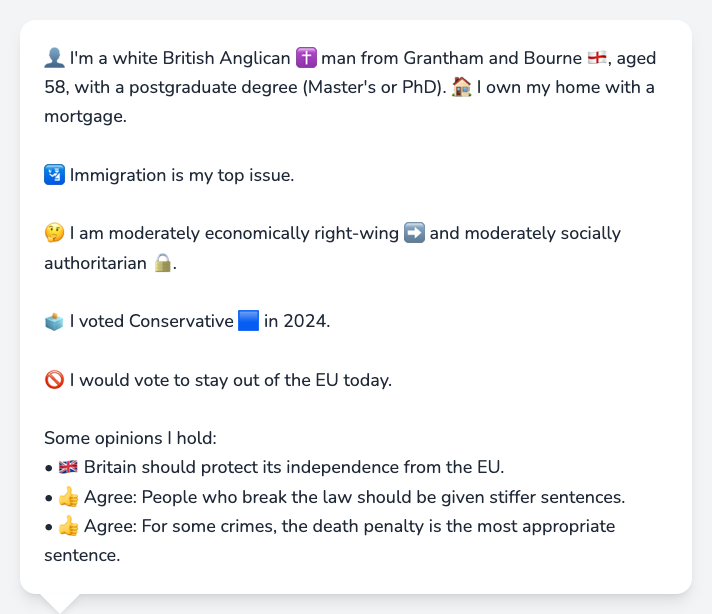 👤 I'm a white British Anglican ✝️ man from Grantham and Bourne 🏴󠁧󠁢󠁥󠁮󠁧󠁿, aged
58, with a postgraduate degree (Master's or PhD). 🏠 I own my home with a
mortgage.
🛂 Immigration is my top issue.
🤔 I am moderately economically right-wing ➡️ and moderately socially
authoritarian 🔒.
🗳️ I voted Conservative 🟦 in 2024.
🚫 I would vote to stay out of the EU today.
Some opinions I hold:
• 🇬🇧 Britain should protect its independence from the EU.
• 👍 Agree: People who break the law should be given stiffer sentences.
• 👍 Agree: For some crimes, the death penalty is the most appropriate
sentence.